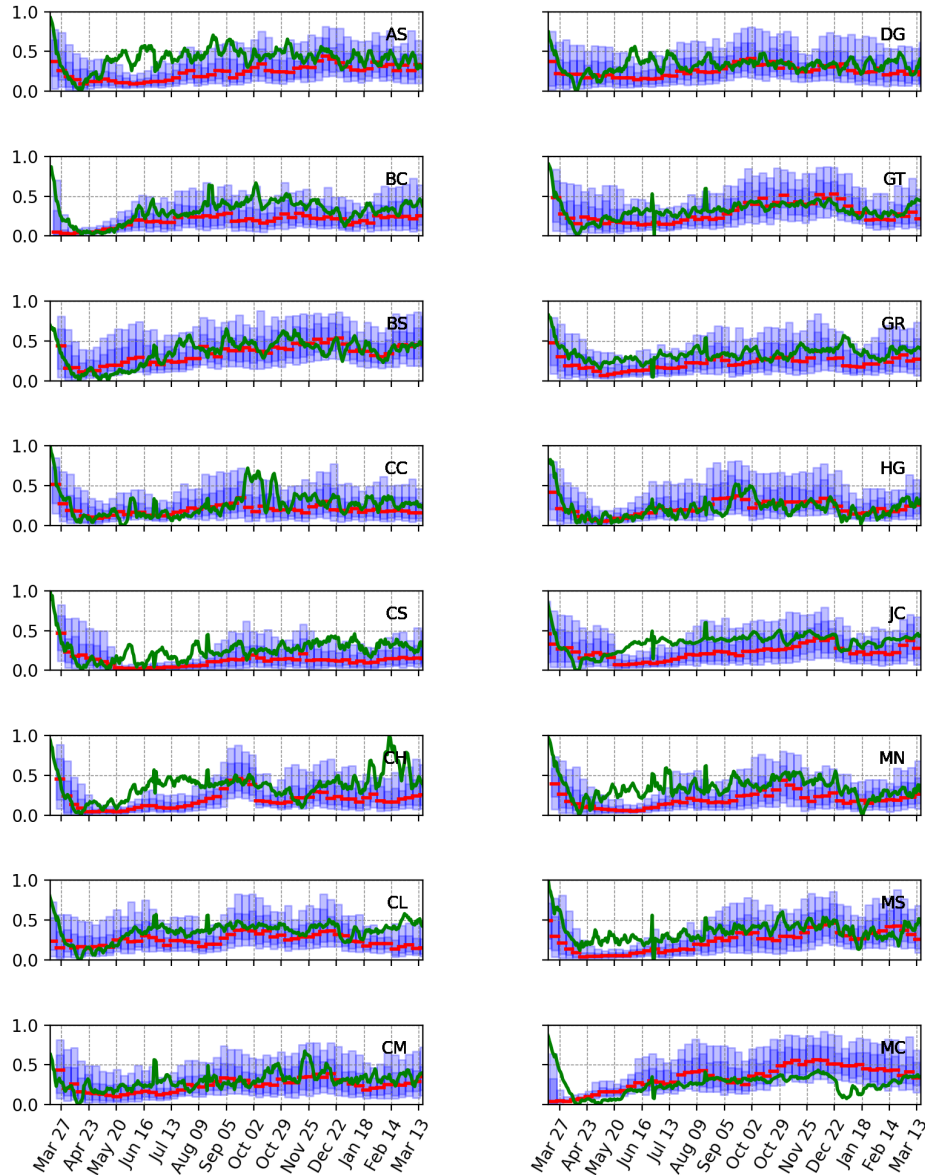 1.0 AS DG
0.5
0.0
1.0 BC GT
0.5
0.0
1.0 BS GR
0.5
0.0
1.0 CC HG
0.5
0.0
1.0 CS JC
0.5
0.0
1.0 CH MN
0.5
0.0
1.0 CL MS
0.5
0.0
1.0 CM MC
0.5
0.0
Mar 27 Apr 23 May 20 Jun 16 Jul 13 Aug 09 Sep 05 Oct 02 Oct 29 Nov 25 Dec 22 Jan 18 Feb 14 Mar 13 Mar 27 Apr 23 May 20 Jun 16 Jul 13 Aug 09 Sep 05 Oct 02 Oct 29 Nov 25 Dec 22 Jan 18 Feb 14 Mar 13